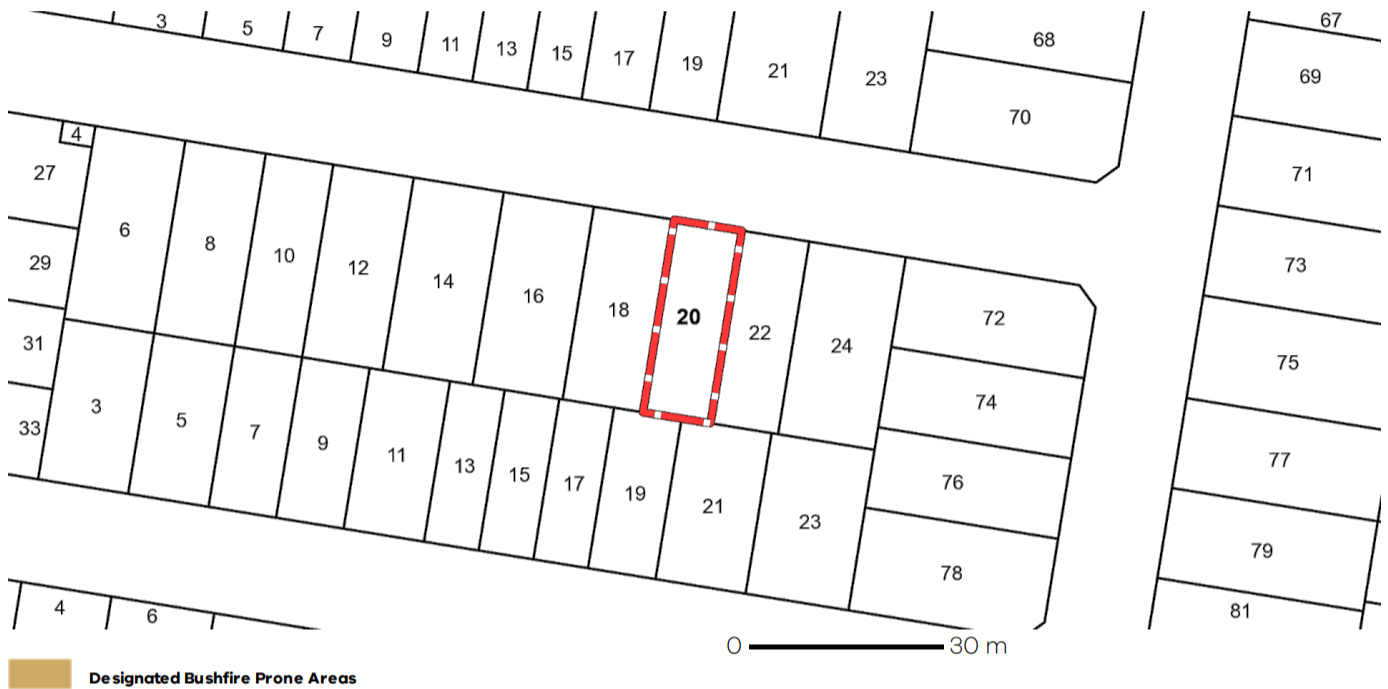 3 5 7 9 11 13 15 17 19 21 23 68 67
69
70
4
27 6 8 10 12 14 16 18 20 22 24 72 71
29 73
31 74 75
33 3 5 7 9 11 13 15 17 19 21 23 76 77
78 79
4 6 81
0 30 m
Designated Bushfire Prone Areas